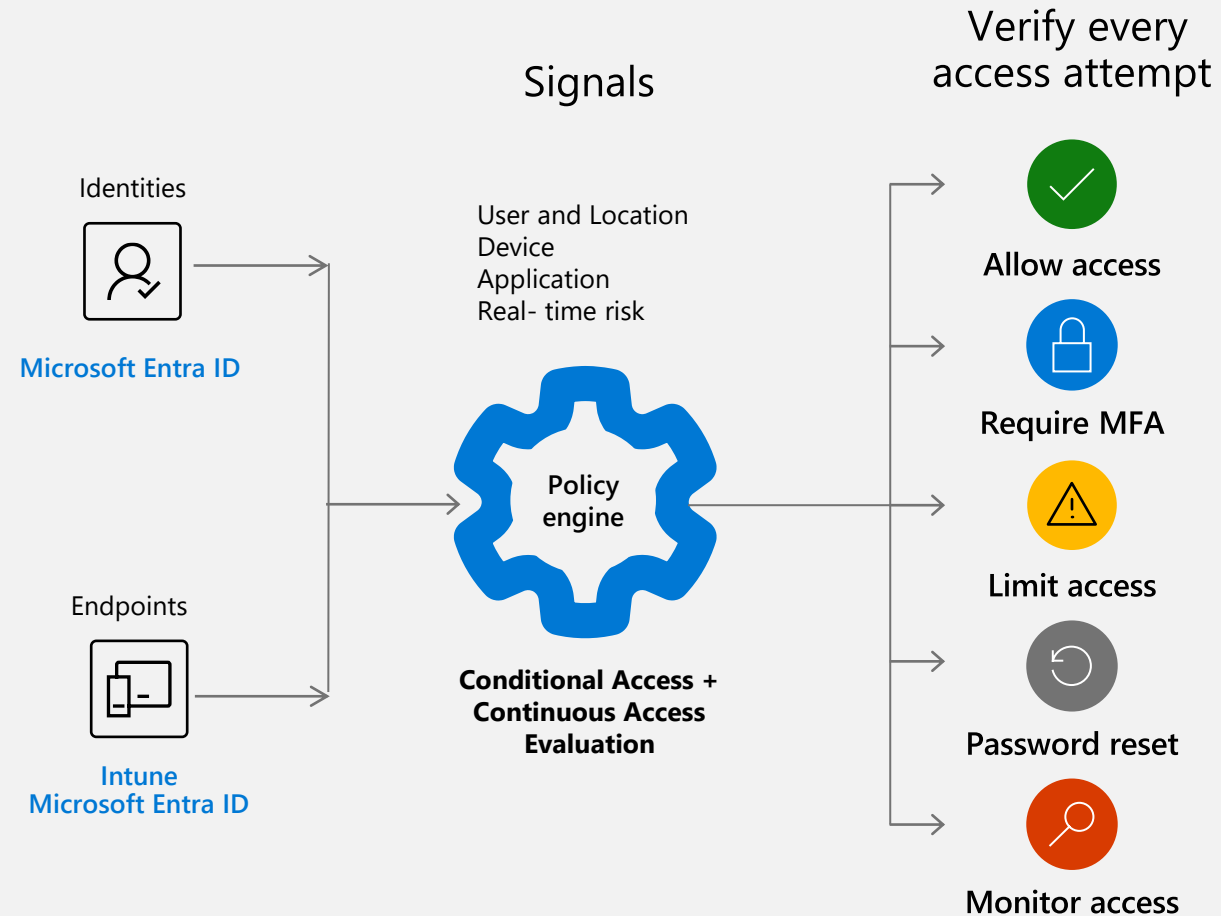 Verify every
access attempt
Signals
Identities
Microsoft Entra ID
Endpoints
Intune
Microsoft Entra ID
User and Location
Device
Application
Real- time risk
Policy
engine
Conditional Access +
Continuous Access
Evaluation
Allow access
Require MFA
Limit access
Password reset
Monitor access